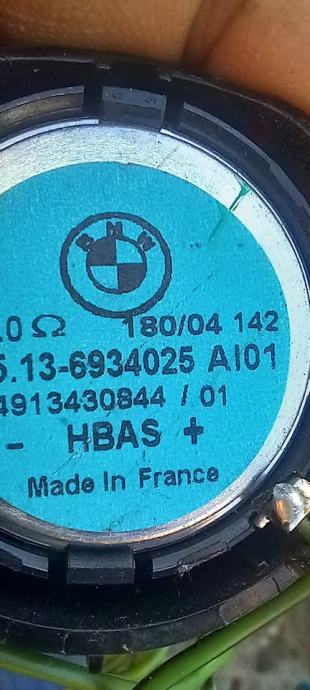 BMW
.0 Ω 180/04 142
5.13-6934025 AI01
4913430844 / 01
- HBAS +
Made In France